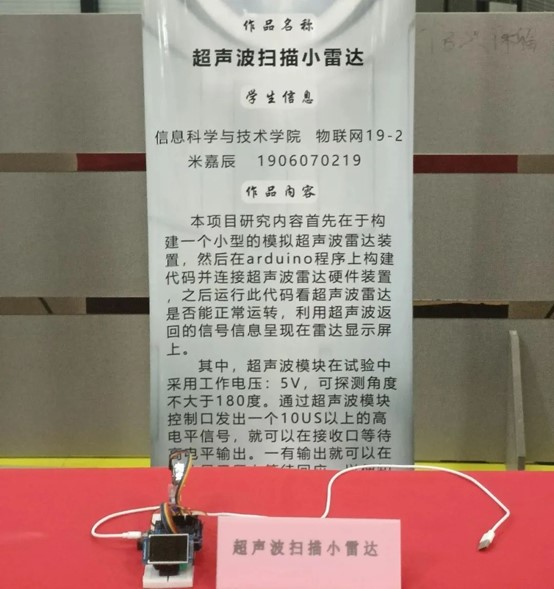 作品名称
超声波扫描小雷达
学生信息
信息科学与技术学院 物联网19-2
米嘉辰 1906070219
作品内容
本项目研究内容首先在于构
建一个小型的模拟超声波雷达装
置，然后在arduino程序上构建
代码并连接超声波雷达硬件装置
，之后运行此代码看超声波雷达
是否能正常运转，利用超声波返
回的信号信息呈现在雷达显示屏
上。
其中，超声波模块在试验中
采用工作电压：5V，可探测角度
不大于180度。通过超声波模块
控制口发出一个10US以上的高
电平信号，就可以在接收口等待
高电平输出。一有输出就可以在
超声波扫描小雷达